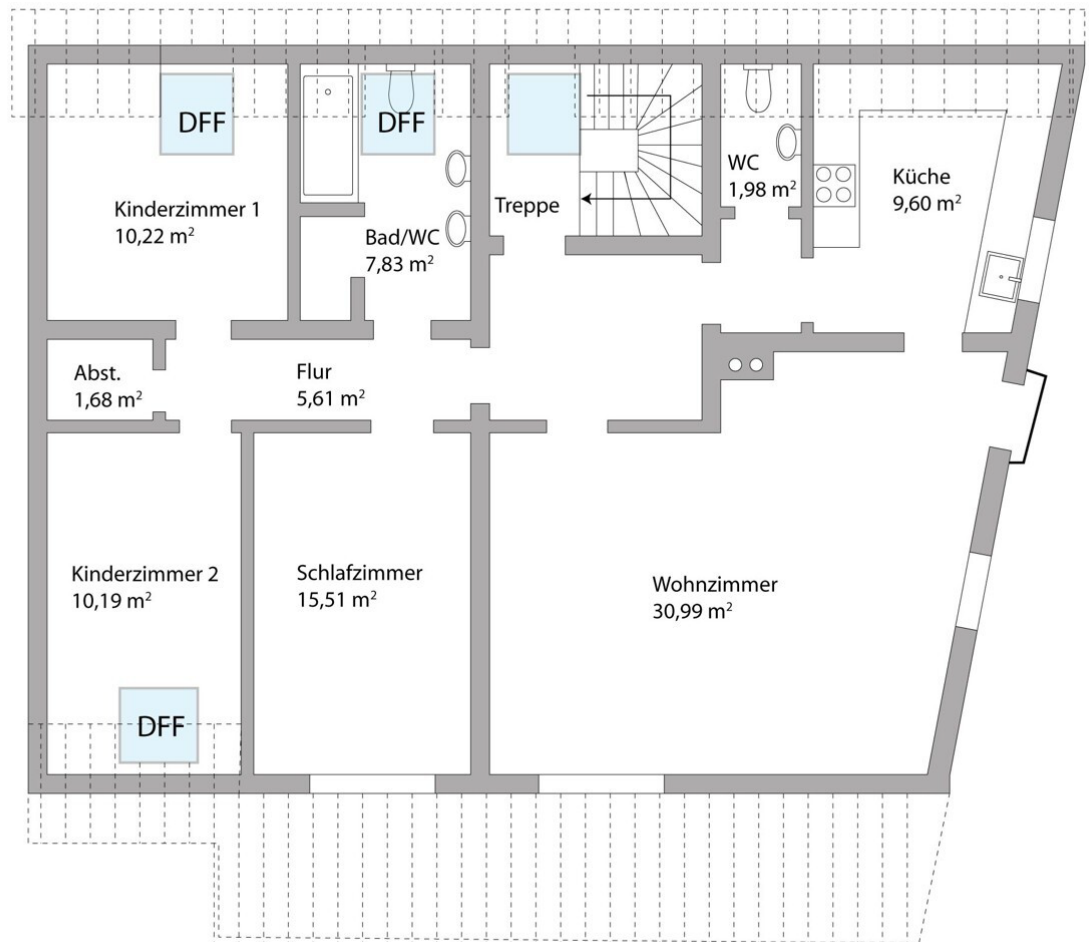 DFF
DFF
Kinderzimmer 1
10,22 m²
Bad/WC
7,83 m²
Treppe
WC
1,98 m²
Küche
9,60 m²
Abst.
1,68 m²
Flur
5,61 m²
Kinderzimmer 2
10,19 m²
Schlafzimmer
15,51 m²
Wohnzimmer
30,99 m²
DFF